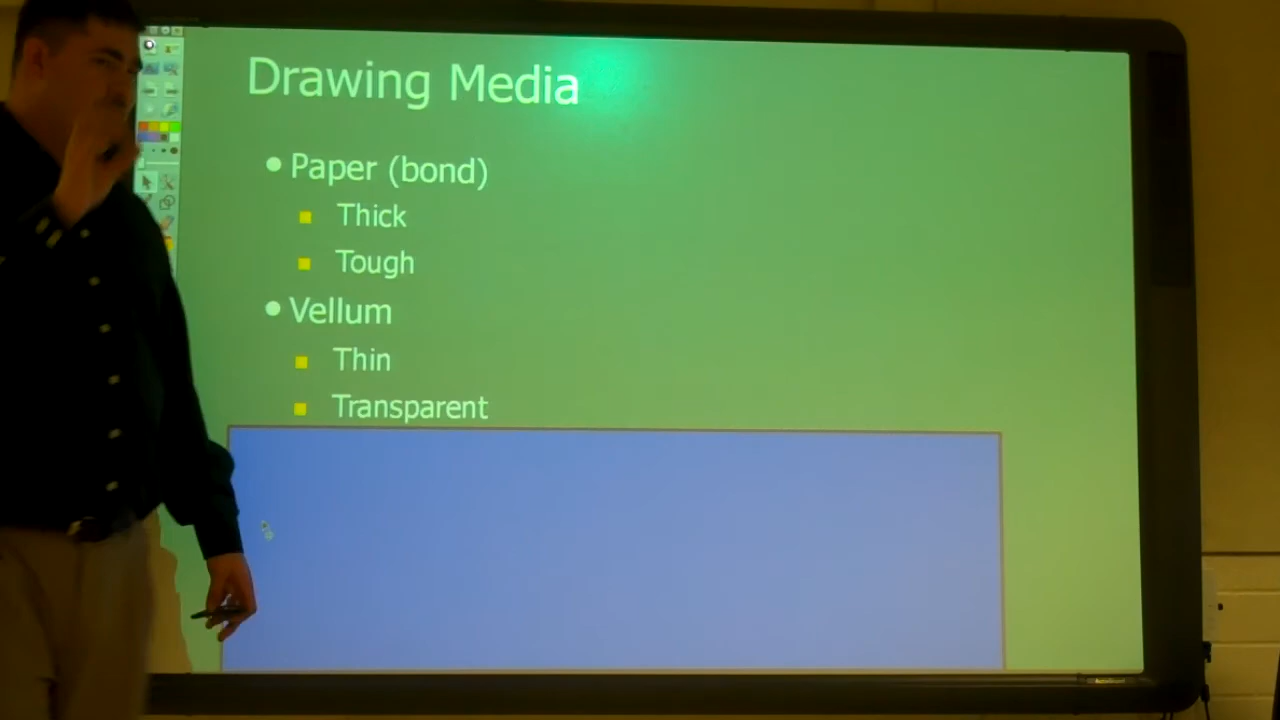 Drawing Media
Paper (bond)
Thick
Tough
Vellum
Thin
Transparent